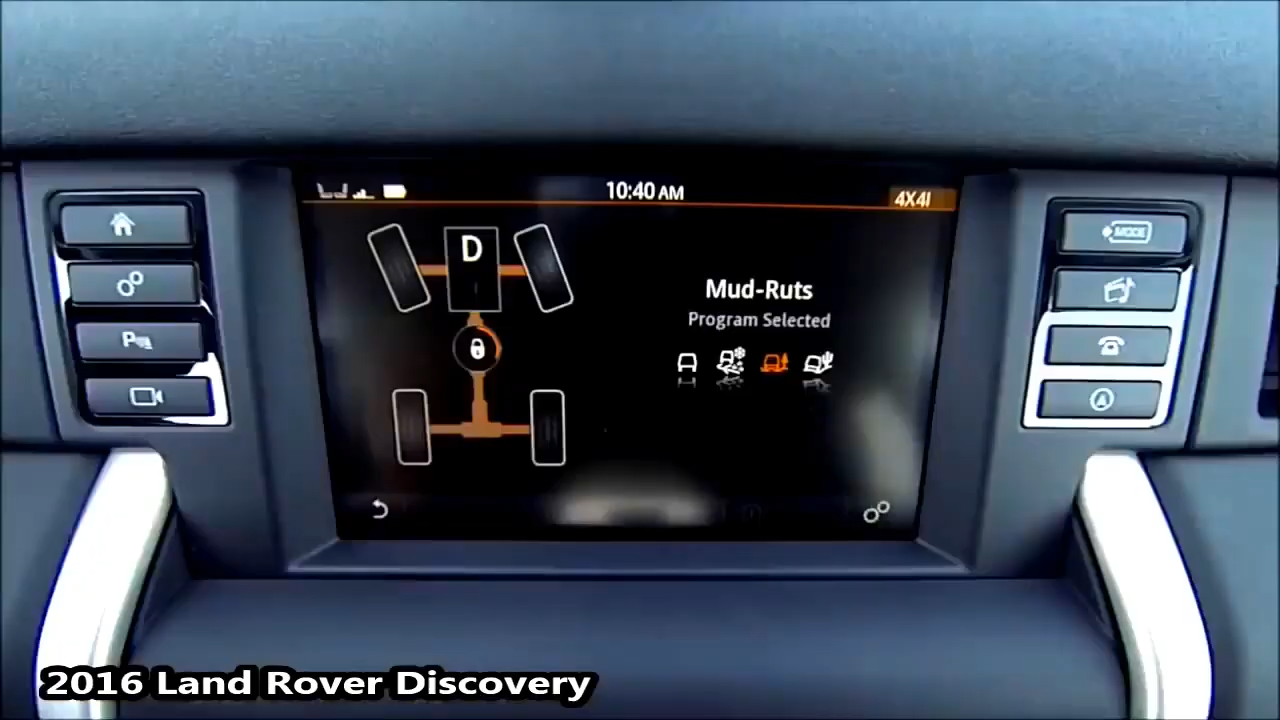 10:40 AM
4X4I
D
Mud-Ruts
Program Selected
MODE
P
A
2016 Land Rover Discovery